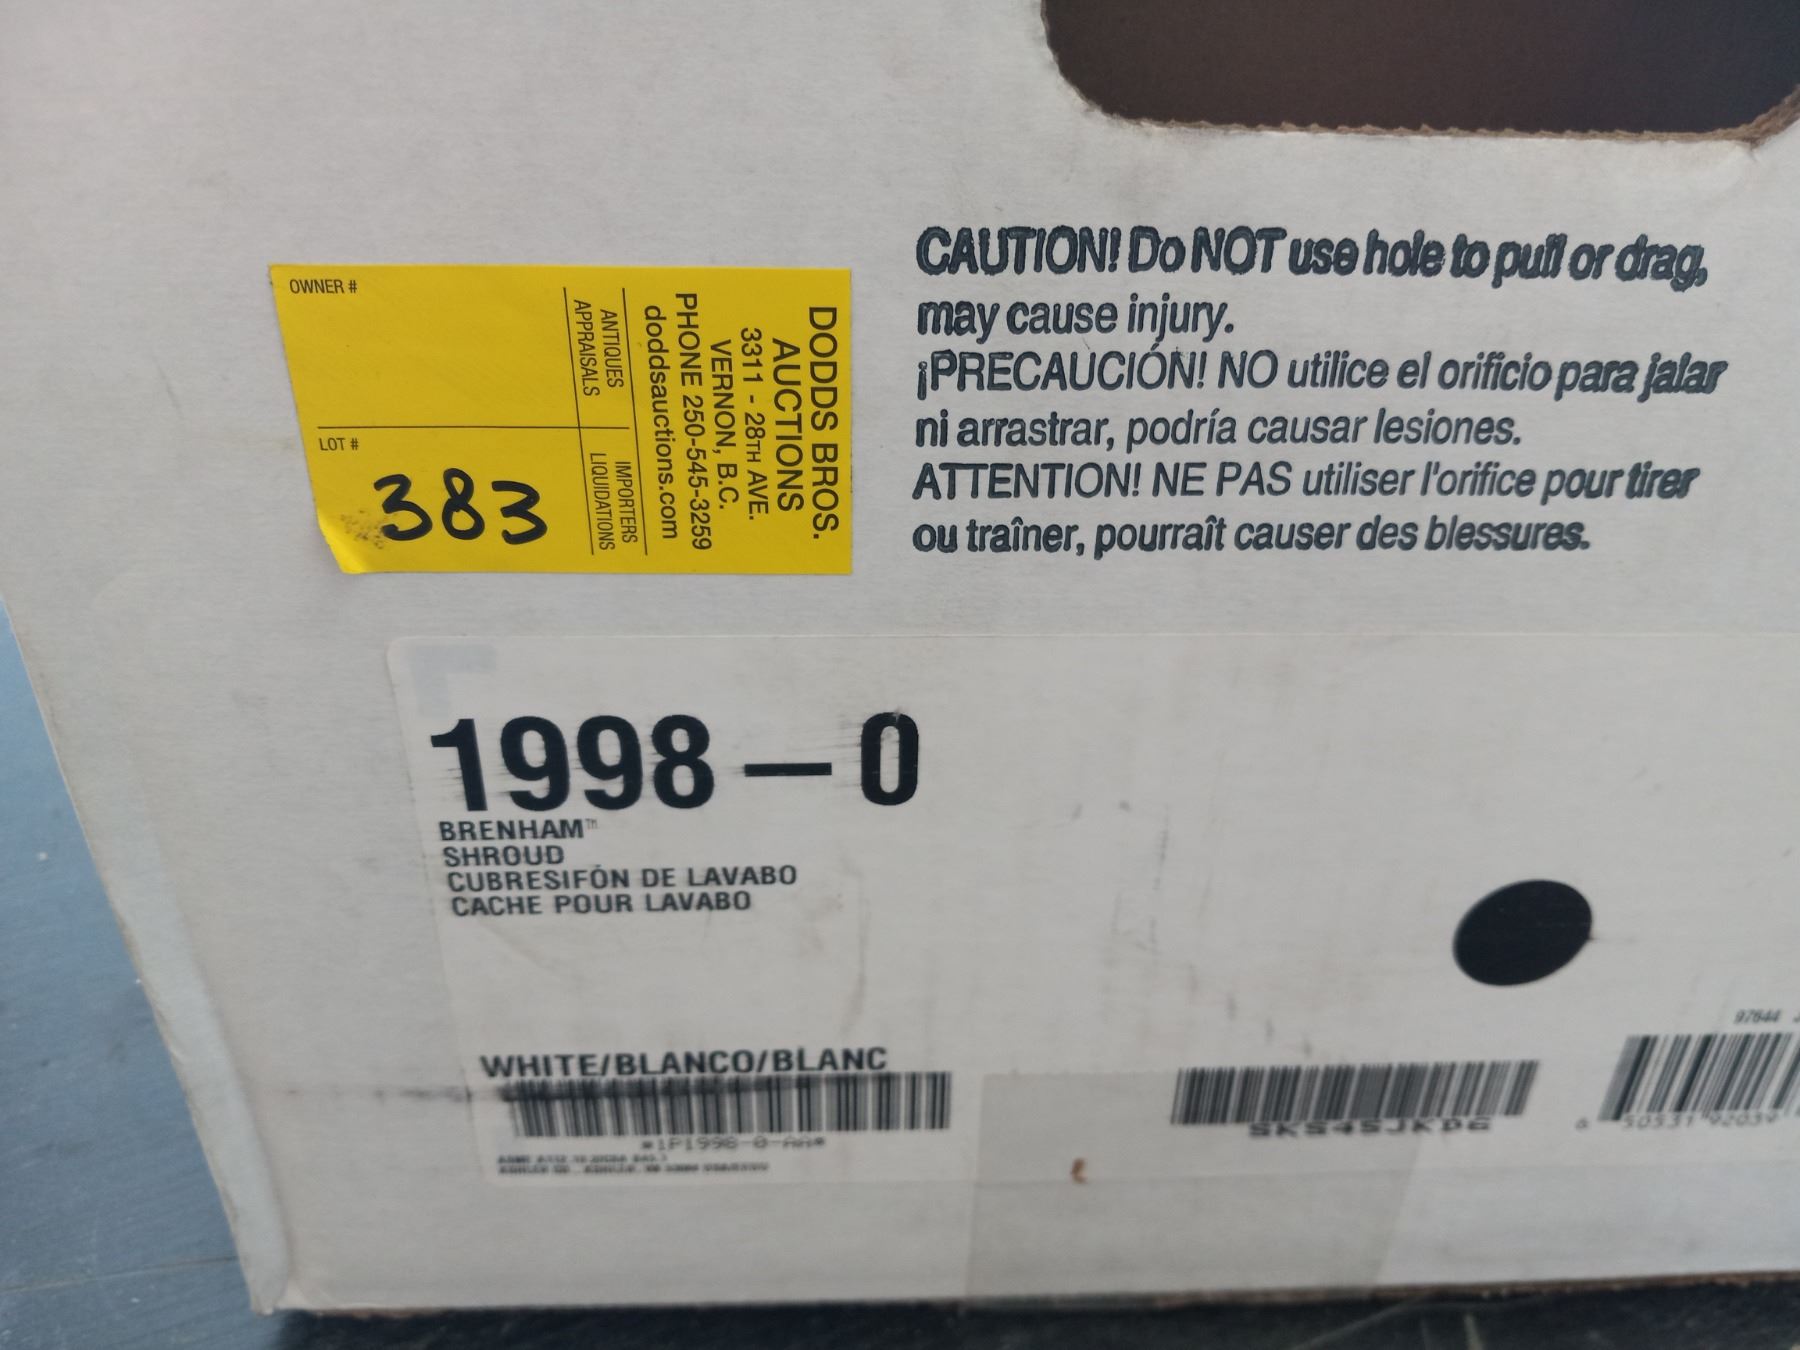 OWNER #
LOT #
383
DODDS BROS.
AUCTIONS
3311 - 28TH AVE.
VERNON, B.C.
PHONE 250-545-3259
doddsauctions.com
ANTIQUES
APPRAISALS
IMPORTERS
LIQUIDATIONS
CAUTION! Do NOT use hole to pull or drag,
may cause injury.
¡PRECAUCIÓN! NO utilice el orificio para jalar
ni arrastrar, podría causar lesiones.
ATTENTION! NE PAS utiliser l'orifice pour tirer
ou traîner, pourraît causer des blessures.
1998 – 0
BRENHAM™
SHROUD
CUBRESIFÓN DE LAVABO
CACHE POUR LAVABO
WHITE/BLANCO/BLANC
*1P1998-0-AA*
97644